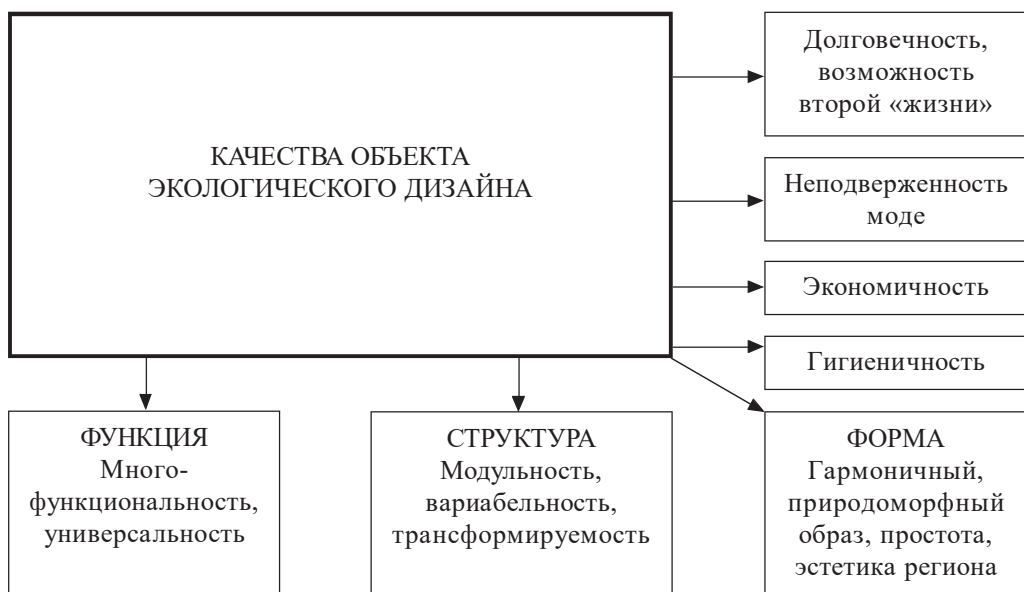 КАЧЕСТВА ОБЪЕКТА
ЭКОЛОГИЧЕСКОГО ДИЗАЙНА
Долговечность,
возможность
второй «жизни»
Неподверженность
моде
Экономичность
Гигиеничность
ФУНКЦИЯ
Много-
функциональность,
универсальность
СТРУКТУРА
Модульность,
вариабельность,
трансформируемость
ФОРМА
Гармоничный,
природоморфный
образ, простота,
эстетика региона